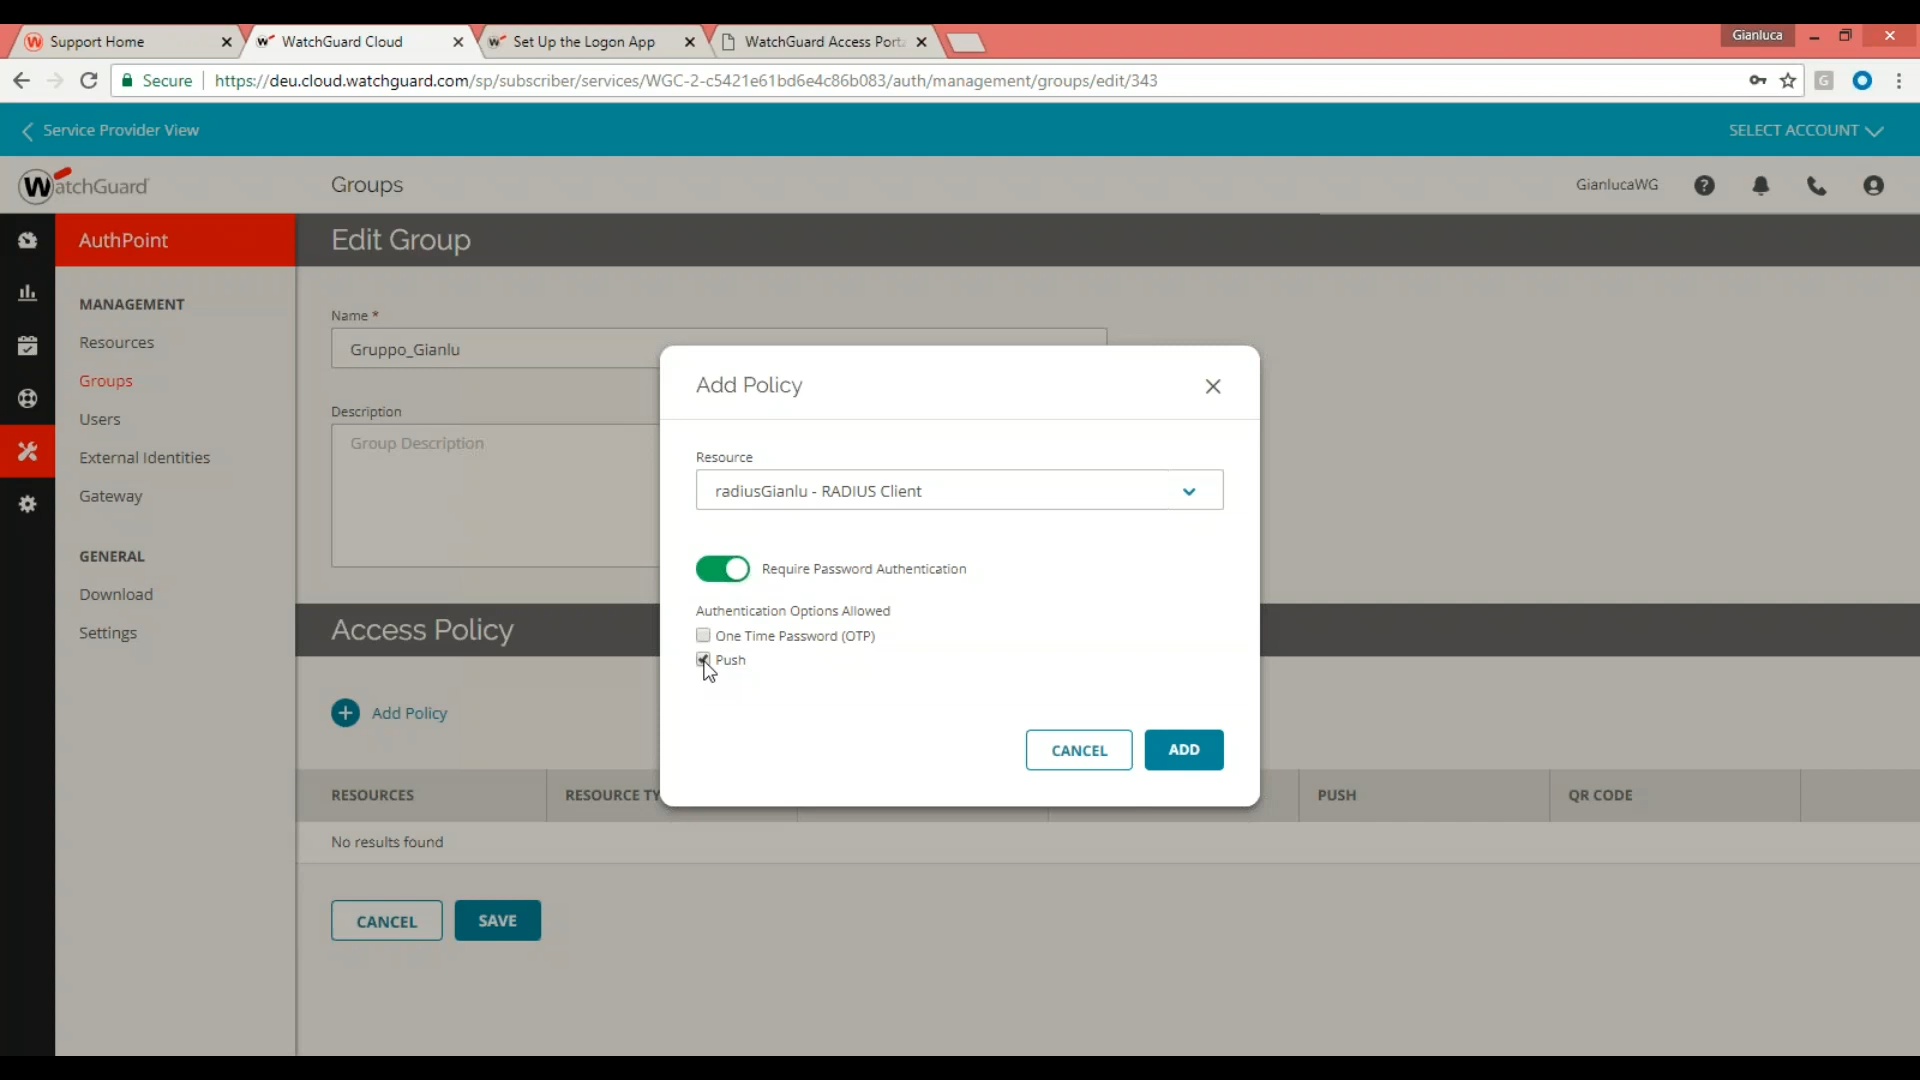 Support Home
WatchGuard Cloud
Set Up the Logon App
WatchGuard Access Porta
Gianluca
Secure
https://deu.cloud.watchguard.com/sp/subscriber/services/WGC-2-c5421e61bd6e4c86b083/auth/management/groups/edit/343
G
Service Provider View
SELECT ACCOUNT
WatchGuard
Groups
GianlucaWG
AuthPoint
Edit Group
MANAGEMENT
Resources
Groups
Users
External Identities
Gateway
GENERAL
Download
Settings
Name *
Gruppo_Gianlu
Description
Group Description
Add Policy
Resource
radiusGianlu - RADIUS Client
Require Password Authentication
Authentication Options Allowed
One Time Password (OTP)
Push
CANCEL
ADD
Access Policy
Add Policy
RESOURCES
RESOURCE TY
PUSH
QR CODE
No results found
CANCEL
SAVE